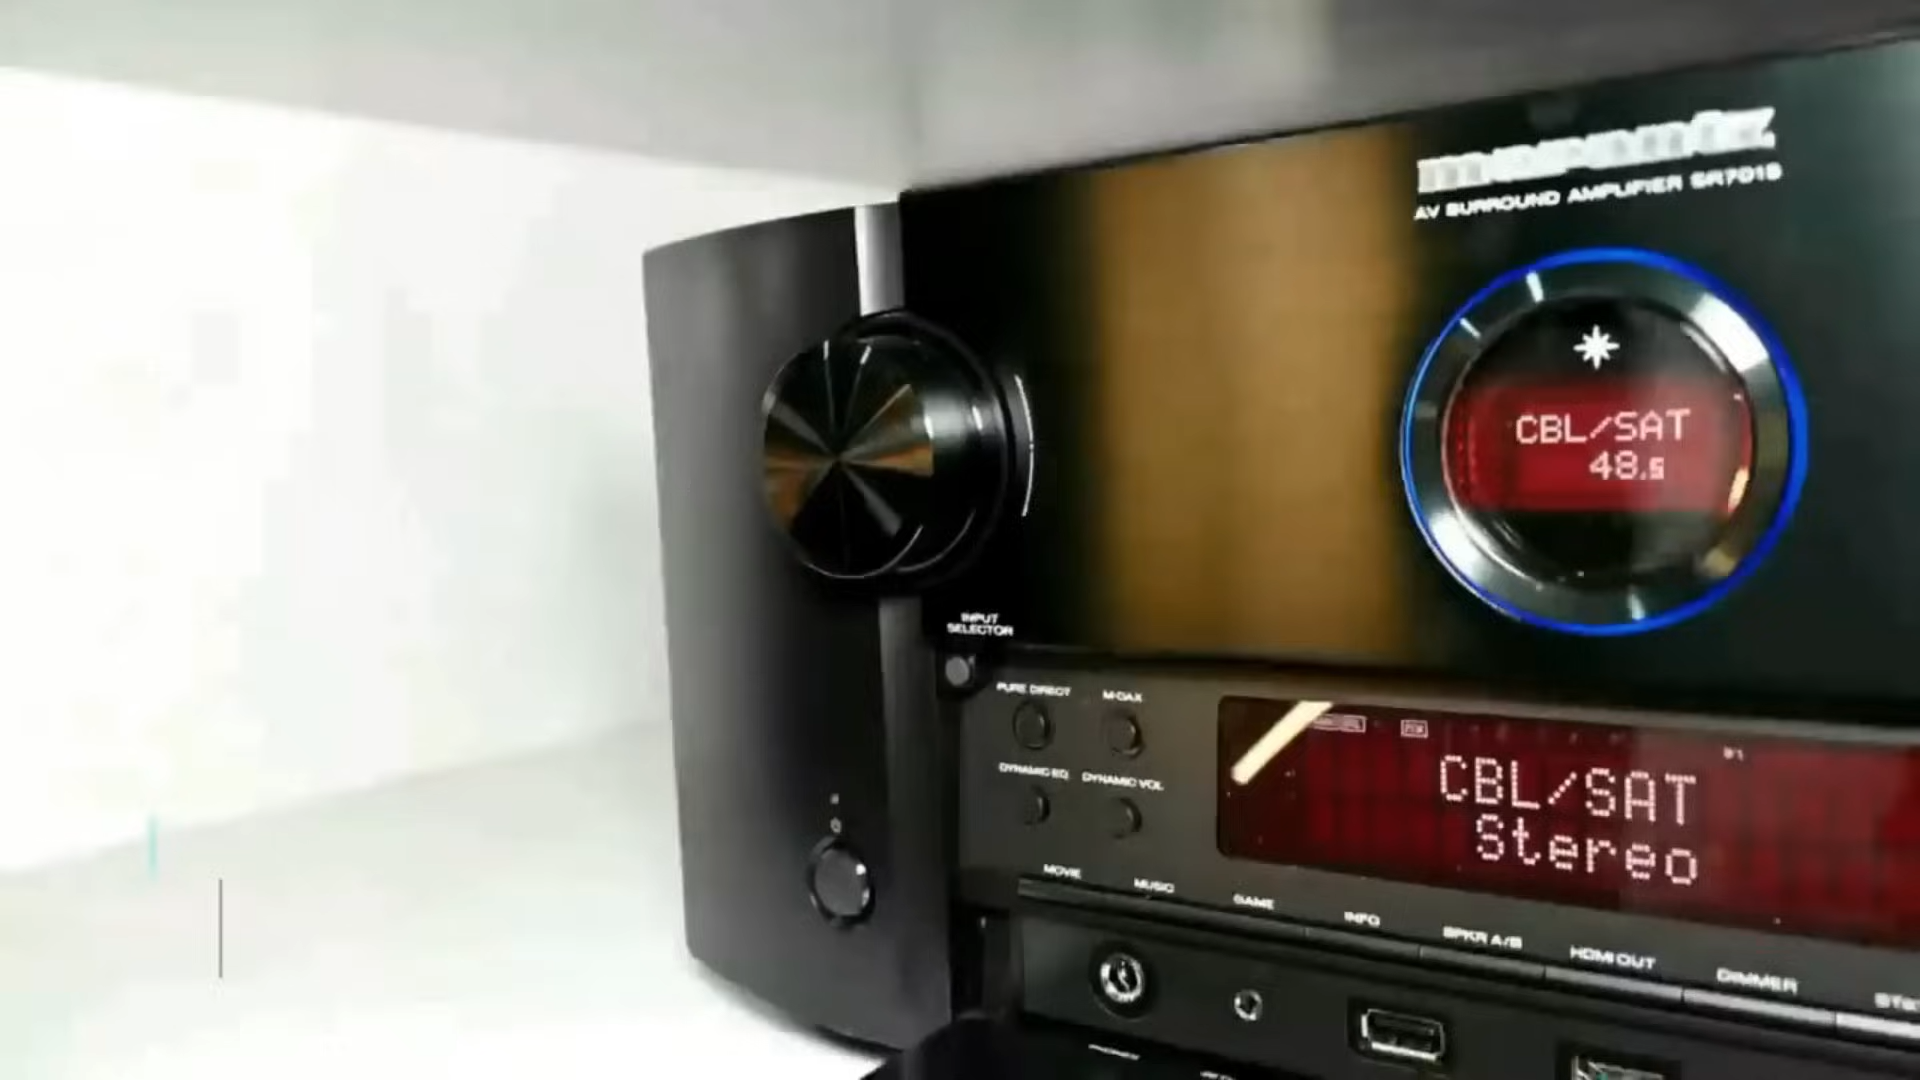 AV SURROUND AMPLIFIER SR7015
CBL/SAT
48.5
INPUT
SELECTOR
PURE DIRECT
M-DAX
DYNAMIC EQ
DYNAMIC VOL
CBL/SAT
Stereo
MOVIE
MUSIC
GAME
INFO
SPKR A/B
HDMI OUT
DIMMER